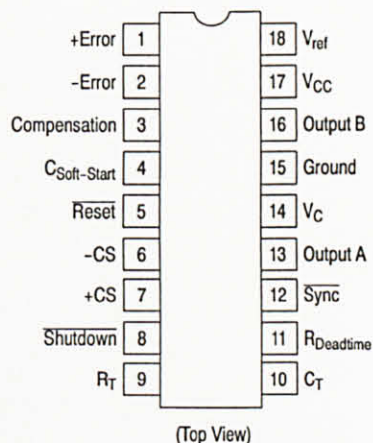 +Error 1 18 Vref
-Error 2 17 VCC
Compensation 3 16 Output B
CSoft-Start 4 15 Ground
Reset 5 14 VC
-CS 6 13 Output A
+CS 7 12 Sync
Shutdown 8 11 RDeadtime
RT 9 10 CT
(Top View)